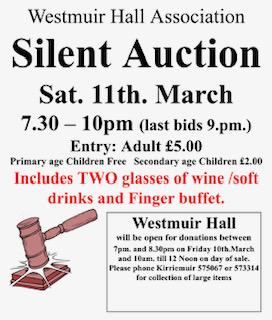 Westmuir Hall Association
Silent Auction
Sat. 11th. March
7.30 – 10pm (last bids 9.pm.)
Entry: Adult £5.00
Primary age Children Free   Secondary age Children £2.00
Includes TWO glasses of wine /soft
drinks and Finger buffet.
Westmuir Hall
will be open for donations between
7pm. and 8.30pm on Friday 10th.March
and 10am. till 12 Noon on day of sale.
Please phone Kirriemuir 575067 or 573314
for collection of large items